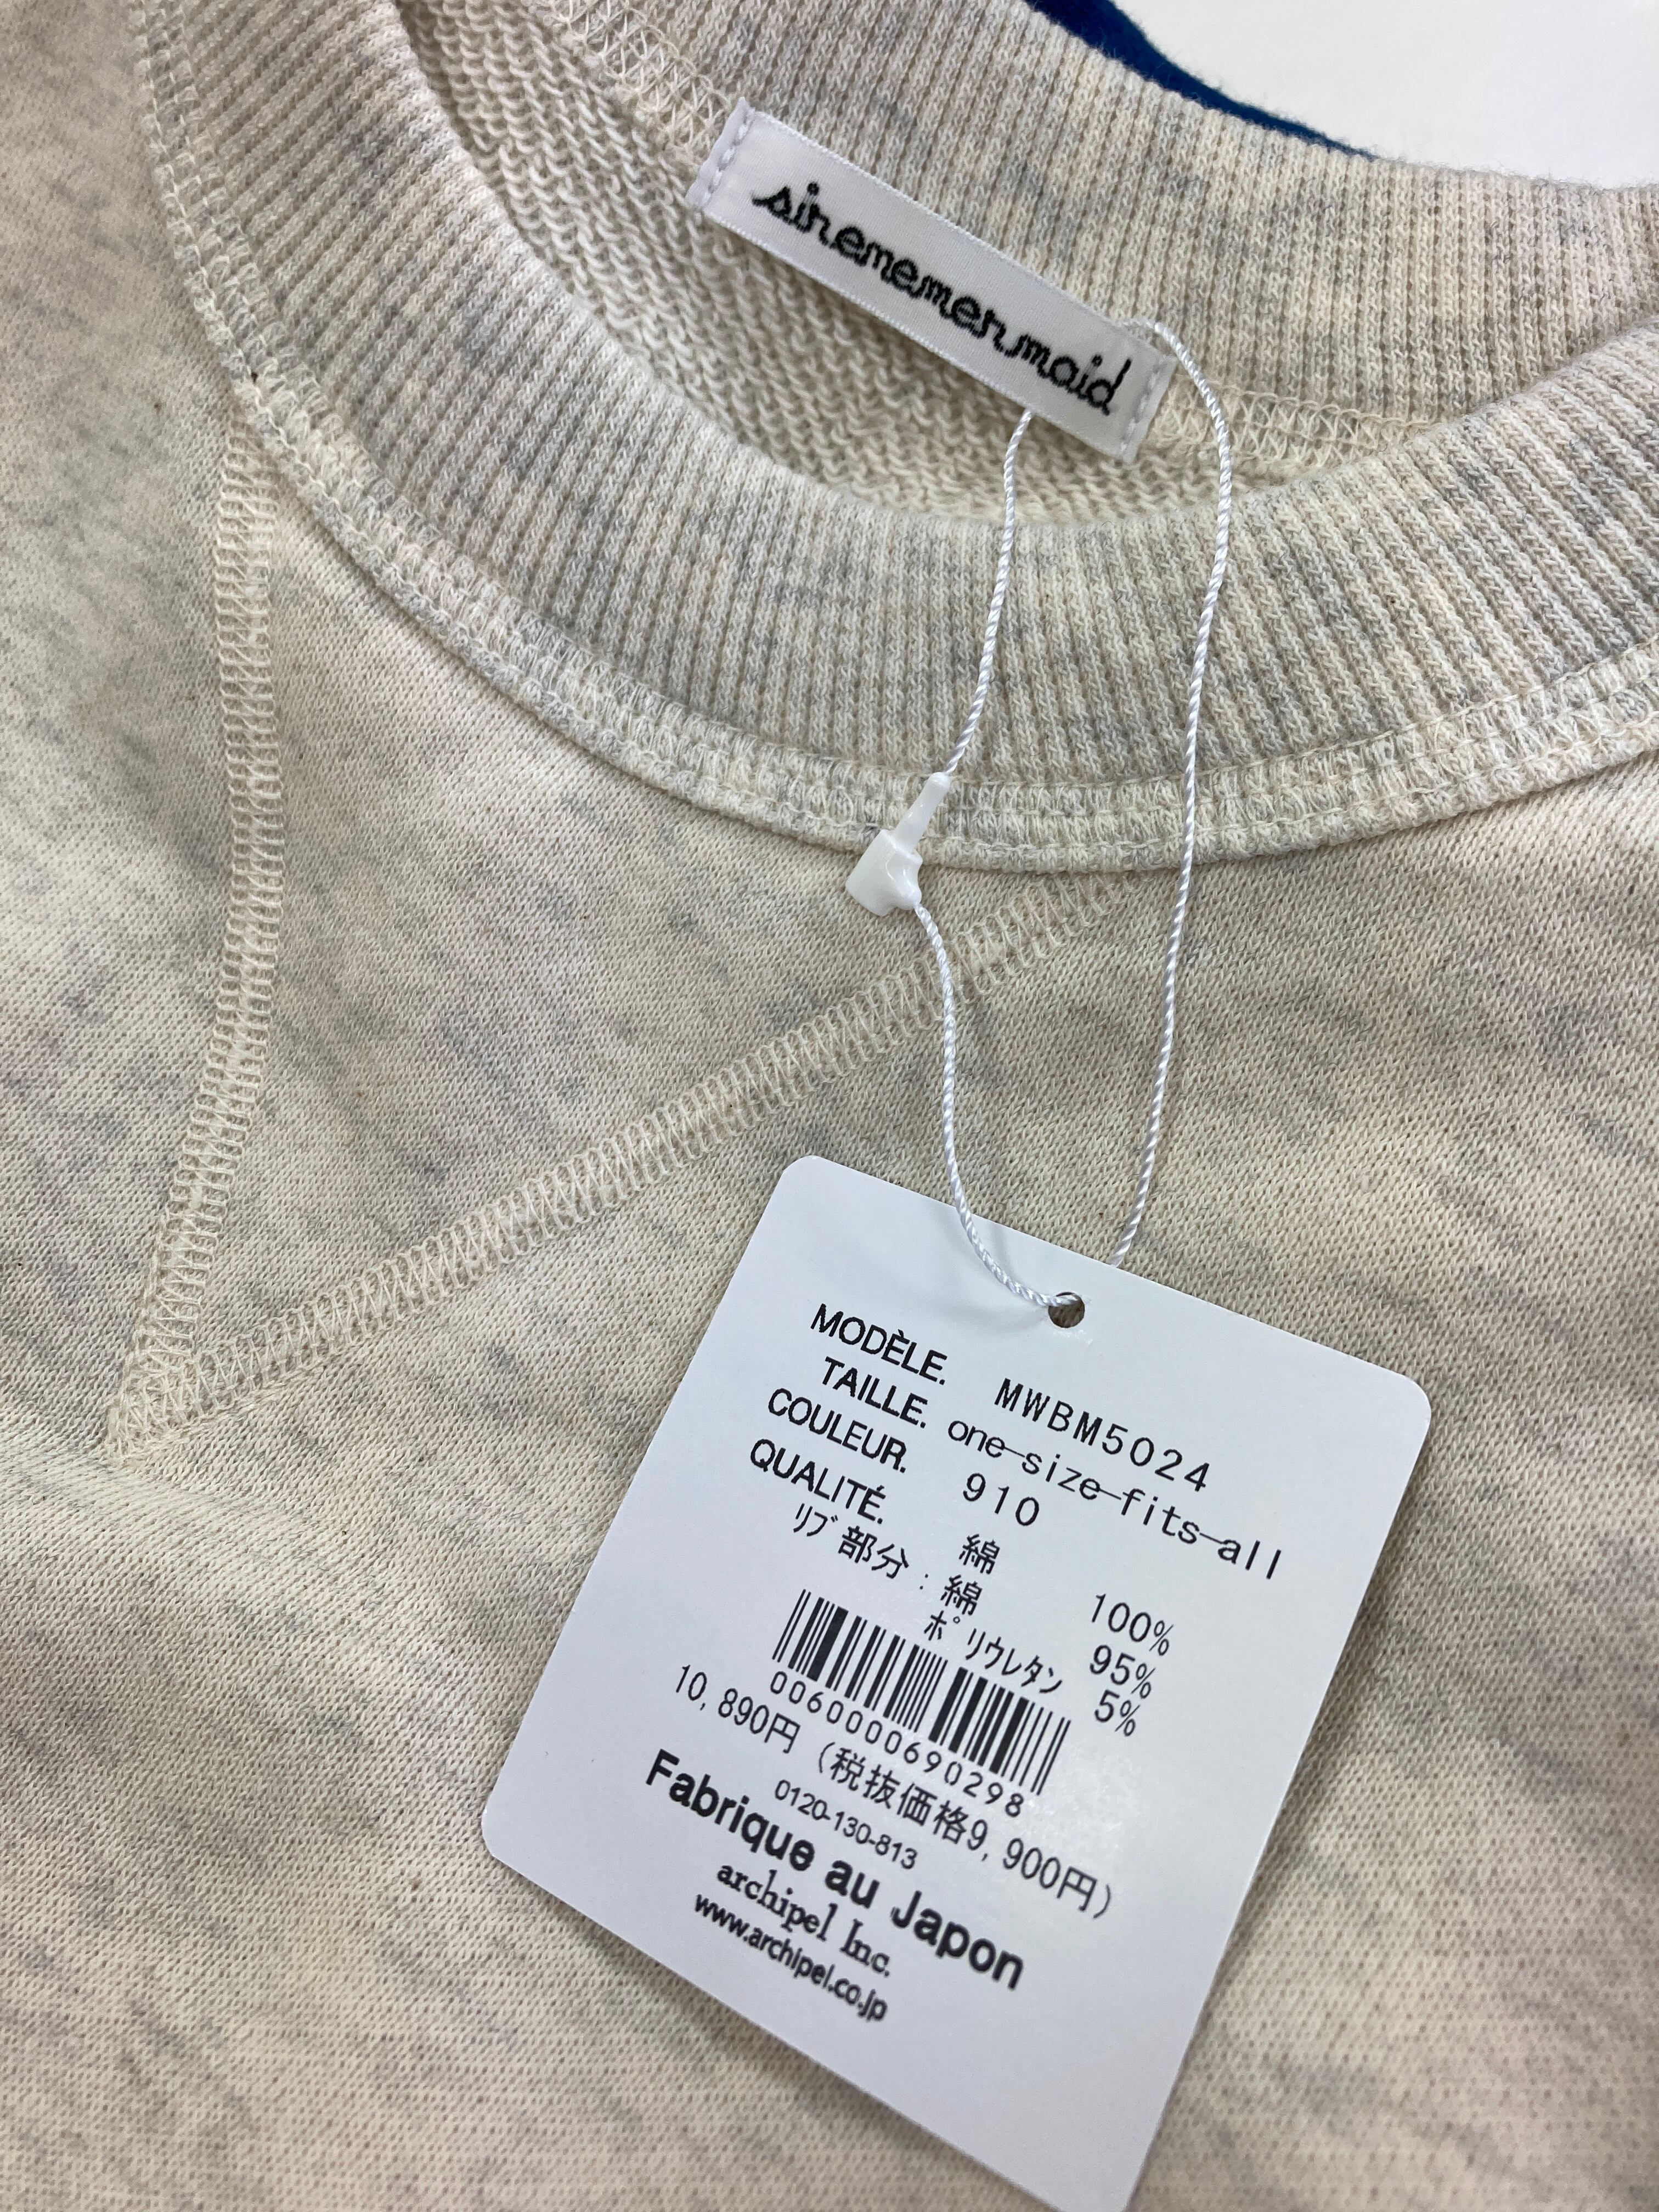 sirememermaid
MODÈLE. MWBM5024
TAILLE. one-size-fits-all
COULEUR. 910
QUALITÉ. 綿 100%
ﾘﾌﾞ部分:綿 95%
ﾎﾟﾘｳﾚﾀﾝ 5%
0060000690298
10,890円(税抜価格9,900円)
0120-130-813
Fabrique au Japon
archipel Inc.
www.archipel.co.jp